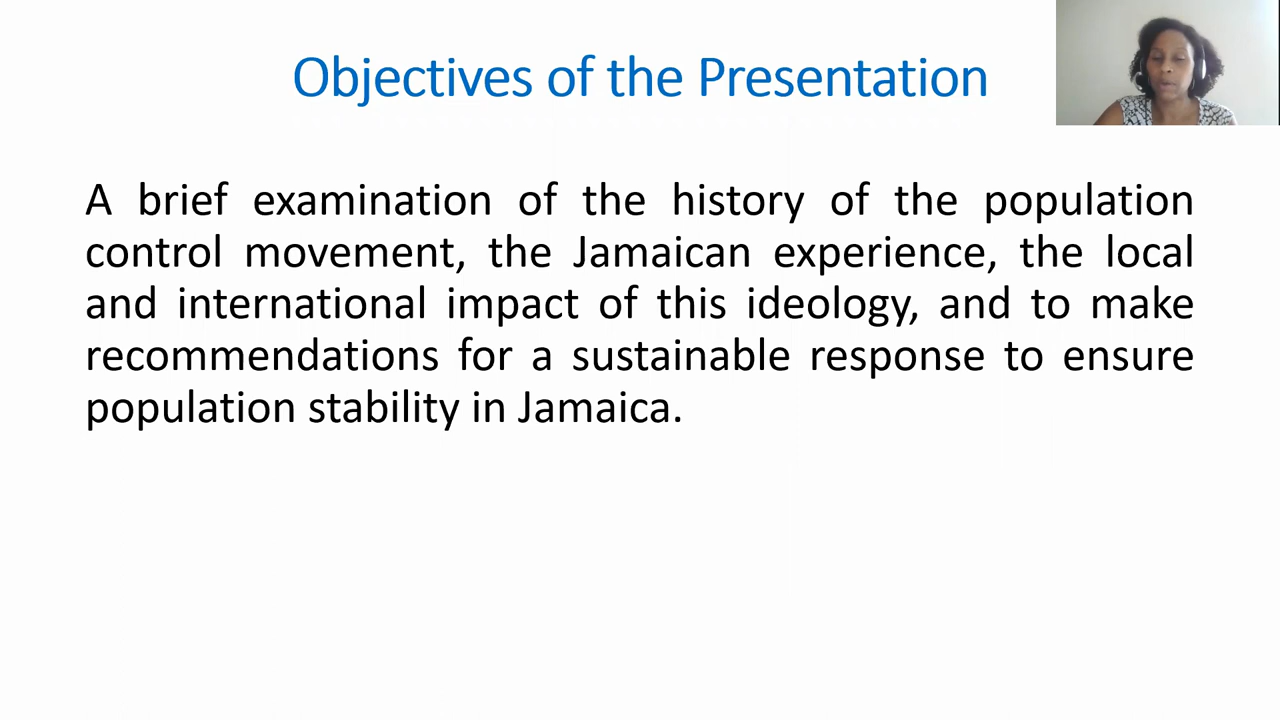 Objectives of the Presentation
A brief examination of the history of the population
control movement, the Jamaican experience, the local
and international impact of this ideology, and to make
recommendations for a sustainable response to ensure
population stability in Jamaica.